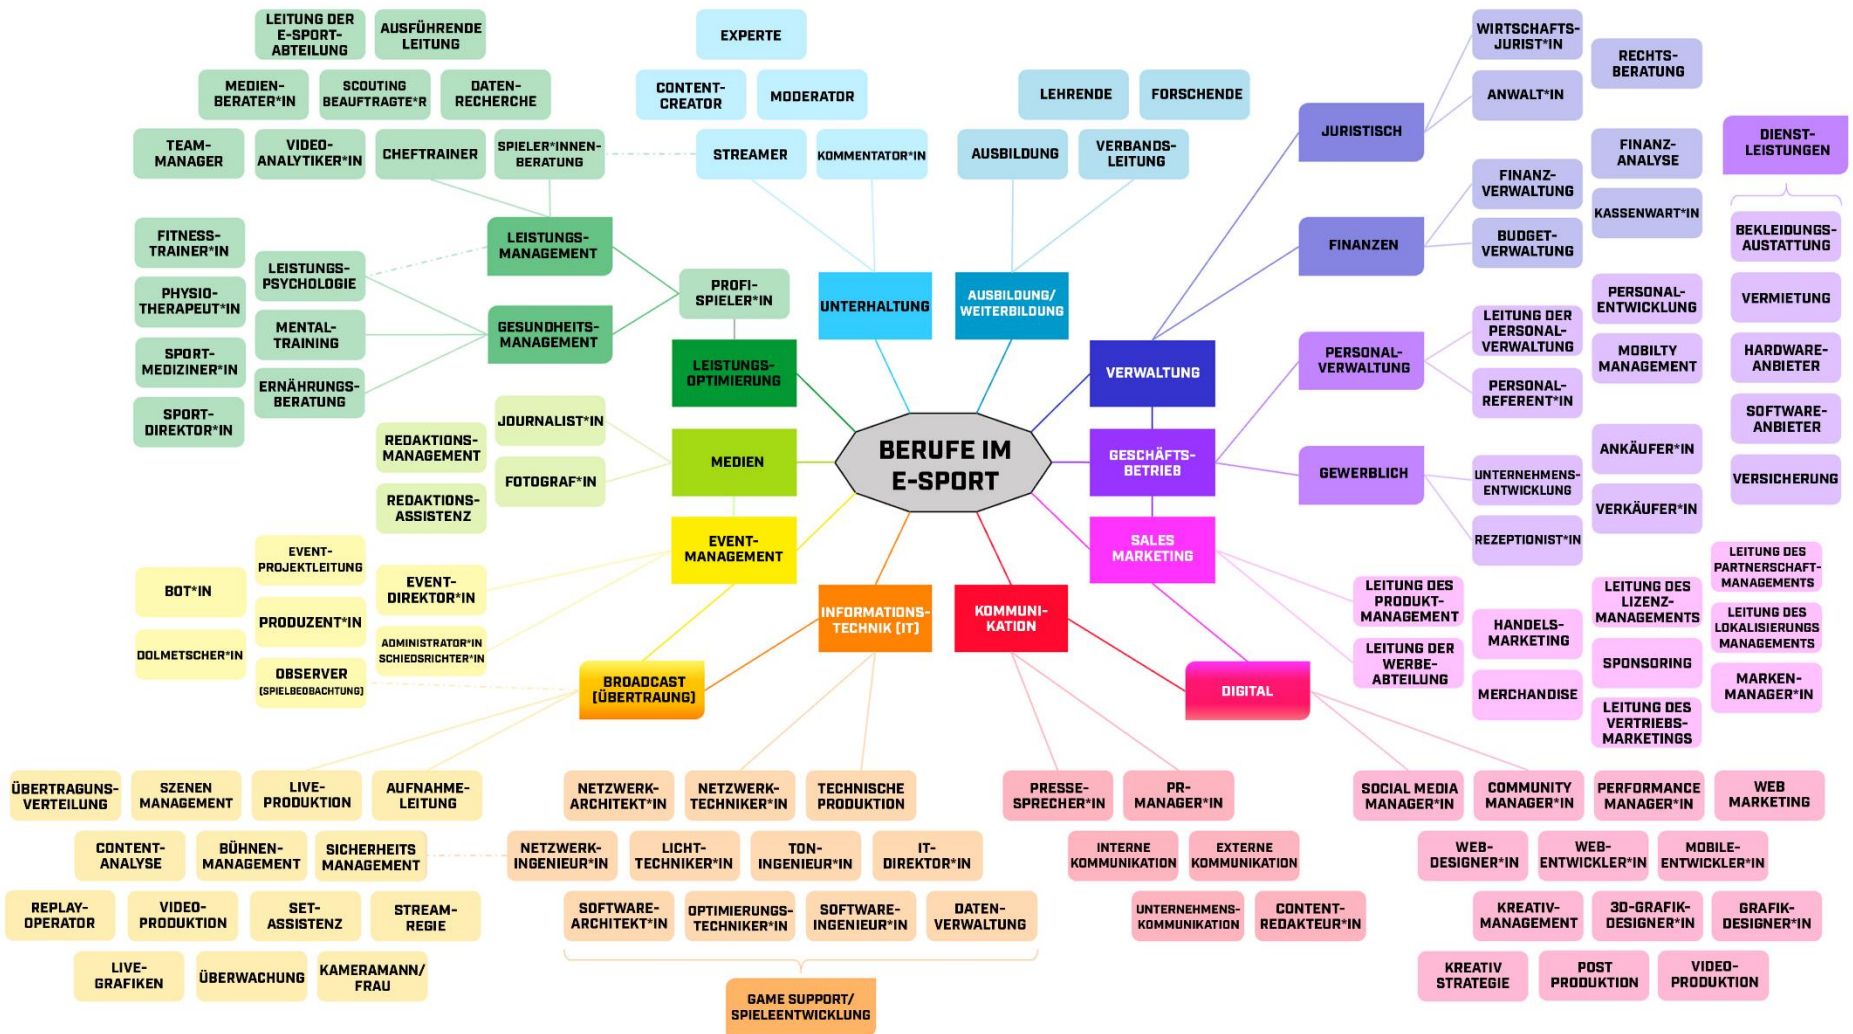 LEITUNG DER
E-SPORT-
ABTEILUNG
AUSFÜHRENDE
LEITUNG
MEDIEN-
BERATER*IN
SCOUTING
BEAUFTRAGTE*R
DATEN-
RECHERCHE
TEAM-
MANAGER
VIDEO-
ANALYTIKER*IN
CHEFTRAINER
SPIELER*INNEN-
BERATUNG
FITNESS-
TRAINER*IN
LEISTUNGS-
PSYCHOLOGIE
LEISTUNGS-
MANAGEMENT
PHYSIO-
THERAPEUT*IN
MENTAL-
TRAINING
GESUNDHEITS-
MANAGEMENT
PROFI-
SPIELER*IN
SPORT-
MEDIZINER*IN
ERNÄHRUNGS-
BERATUNG
SPORT-
DIREKTOR*IN
LEISTUNGS-
OPTIMIERUNG
EXPERTE
CONTENT-
CREATOR
MODERATOR
STREAMER
KOMMENTATOR*IN
UNTERHALTUNG
LEHRENDE
FORSCHENDE
AUSBILDUNG
VERBANDS-
LEITUNG
AUSBILDUNG/
WEITERBILDUNG
WIRTSCHAFTS-
JURIST*IN
RECHTS-
BERATUNG
ANWALT*IN
JURISTISCH
FINANZ-
ANALYSE
FINANZ-
VERWALTUNG
KASSENWART*IN
BUDGET-
VERWALTUNG
FINANZEN
VERWALTUNG
DIENST-
LEISTUNGEN
BEKLEIDUNGS-
AUSTATTUNG
VERMIETUNG
HARDWARE-
ANBIETER
SOFTWARE-
ANBIETER
VERSICHERUNG
PERSONAL-
ENTWICKLUNG
LEITUNG DER
PERSONAL-
VERWALTUNG
MOBILTY
MANAGEMENT
PERSONAL-
REFERENT*IN
PERSONAL-
VERWALTUNG
ANKÄUFER*IN
UNTERNEHMENS-
ENTWICKLUNG
VERKÄUFER*IN
REZEPTIONIST*IN
GEWERBLICH
GESCHÄFTS-
BETRIEB
BERUFE IM
E-SPORT
JOURNALIST*IN
REDAKTIONS-
MANAGEMENT
FOTOGRAF*IN
REDAKTIONS-
ASSISTENZ
MEDIEN
EVENT-
MANAGEMENT
EVENT-
PROJEKTLEITUNG
BOT*IN
EVENT-
DIREKTOR*IN
PRODUZENT*IN
DOLMETSCHER*IN
ADMINISTRATOR*IN
SCHIEDSRICHTER*IN
OBSERVER
(SPIELBEOBACHTUNG)
BROADCAST
(ÜBERTRAUNG)
INFORMATIONS-
TECHNIK (IT)
KOMMUNI-
KATION
SALES
MARKETING
DIGITAL
LEITUNG DES
PRODUKT-
MANAGEMENT
LEITUNG DER
WERBE-
ABTEILUNG
HANDELS-
MARKETING
MERCHANDISE
LEITUNG DES
LIZENZ-
MANAGEMENTS
SPONSORING
LEITUNG DES
VERTRIEBS-
MARKETINGS
LEITUNG DES
PARTNERSCHAFT-
MANAGEMENTS
LEITUNG DES
LOKALISIERUNGS
MANAGEMENTS
MARKEN-
MANAGER*IN
ÜBERTRAGUNS-
VERTEILUNG
SZENEN
MANAGEMENT
LIVE-
PRODUKTION
AUFNAHME-
LEITUNG
CONTENT-
ANALYSE
BÜHNEN-
MANAGEMENT
SICHERHEITS
MANAGEMENT
REPLAY-
OPERATOR
VIDEO-
PRODUKTION
SET-
ASSISTENZ
STREAM-
REGIE
LIVE-
GRAFIKEN
ÜBERWACHUNG
KAMERAMANN/
FRAU
NETZWERK-
ARCHITEKT*IN
NETZWERK-
TECHNIKER*IN
TECHNISCHE
PRODUKTION
NETZWERK-
INGENIEUR*IN
LICHT-
TECHNIKER*IN
TON-
INGENIEUR*IN
IT-
DIREKTOR*IN
SOFTWARE-
ARCHITEKT*IN
OPTIMIERUNGS-
TECHNIKER*IN
SOFTWARE-
INGENIEUR*IN
DATEN-
VERWALTUNG
GAME SUPPORT/
SPIELEENTWICKLUNG
PRESSE-
SPRECHER*IN
PR-
MANAGER*IN
INTERNE
KOMMUNIKATION
EXTERNE
KOMMUNIKATION
UNTERNEHMENS-
KOMMUNIKATION
CONTENT-
REDAKTEUR*IN
SOCIAL MEDIA
MANAGER*IN
COMMUNITY
MANAGER*IN
PERFORMANCE
MANAGER*IN
WEB
MARKETING
WEB-
DESIGNER*IN
WEB-
ENTWICKLER*IN
MOBILE-
ENTWICKLER*IN
KREATIV-
MANAGEMENT
3D-GRAFIK-
DESIGNER*IN
GRAFIK-
DESIGNER*IN
KREATIV
STRATEGIE
POST
PRODUKTION
VIDEO-
PRODUKTION